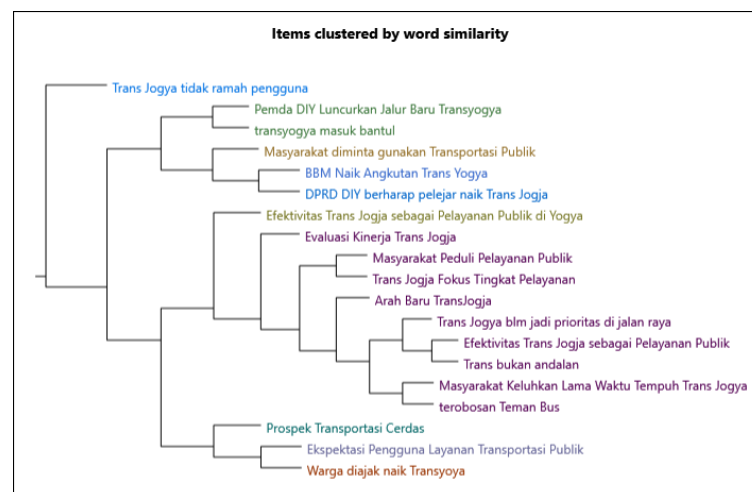 Items clustered by word similarity
Trans Jogya tidak ramah pengguna
Pemda DIY Luncurkan Jalur Baru Transyogya
transyogya masuk bantul
Masyarakat diminta gunakan Transportasi Publik
BBM Naik Angkutan Trans Yogya
DPRD DIY berharap pelejar naik Trans Jogja
Efektivitas Trans Jogja sebagai Pelayanan Publik di Yogya
Evaluasi Kinerja Trans Jogja
Masyarakat Peduli Pelayanan Publik
Trans Jogja Fokus Tingkat Pelayanan
Arah Baru TransJogja
Trans Jogya blm jadi prioritas di jalan raya
Efektivitas Trans Jogja sebagai Pelayanan Publik
Trans bukan andalan
Masyarakat Keluhkan Lama Waktu Tempuh Trans Jogya
terobosan Teman Bus
Prospek Transportasi Cerdas
Ekspektasi Pengguna Layanan Transportasi Publik
Warga diajak naik Transyoya